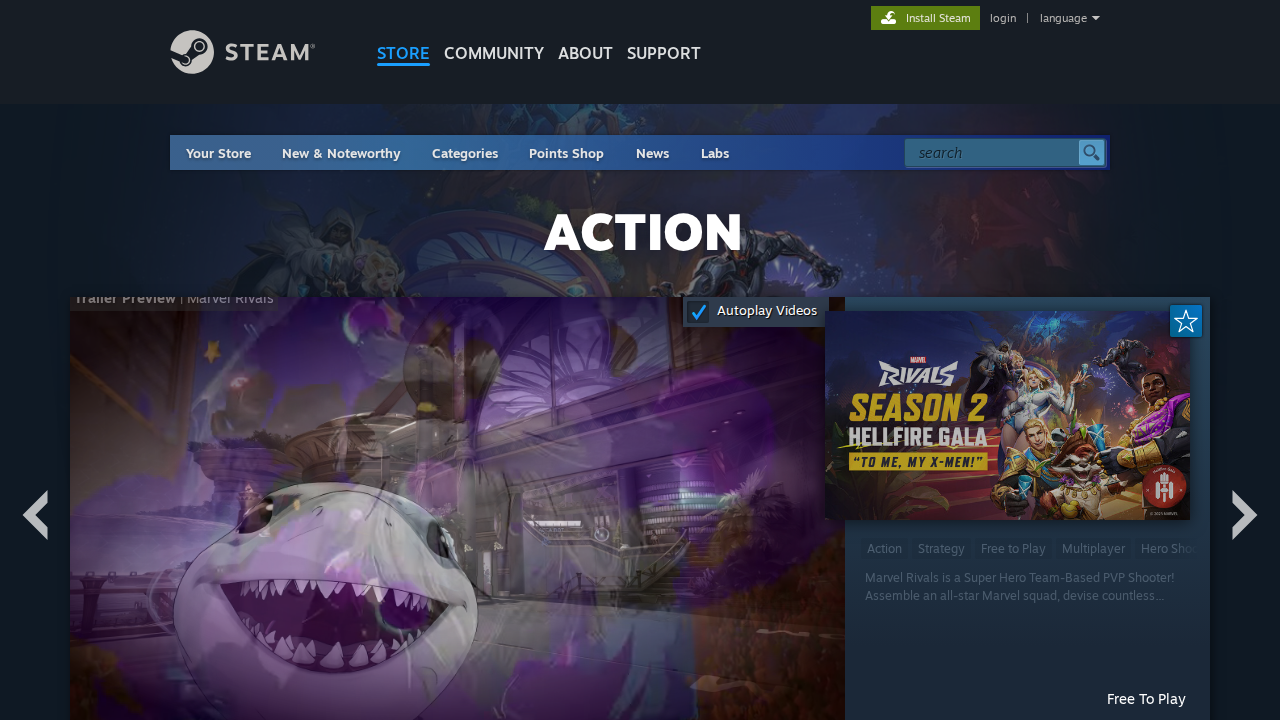 Install Steam
login | language
STEAM®
STORE COMMUNITY ABOUT SUPPORT
Your Store New & Noteworthy Categories Points Shop News Labs search
ACTION
Trailer Preview | Marvel Rivals
Autoplay Videos
MARVEL
RIVALS
SEASON 2
HELLFIRE GALA
"TO ME, MY X-MEN!"
© 2025 MARVEL
Action Strategy Free to Play Multiplayer Hero Shoo
Marvel Rivals is a Super Hero Team-Based PVP Shooter!
Assemble an all-star Marvel squad, devise countless...
Free To Play